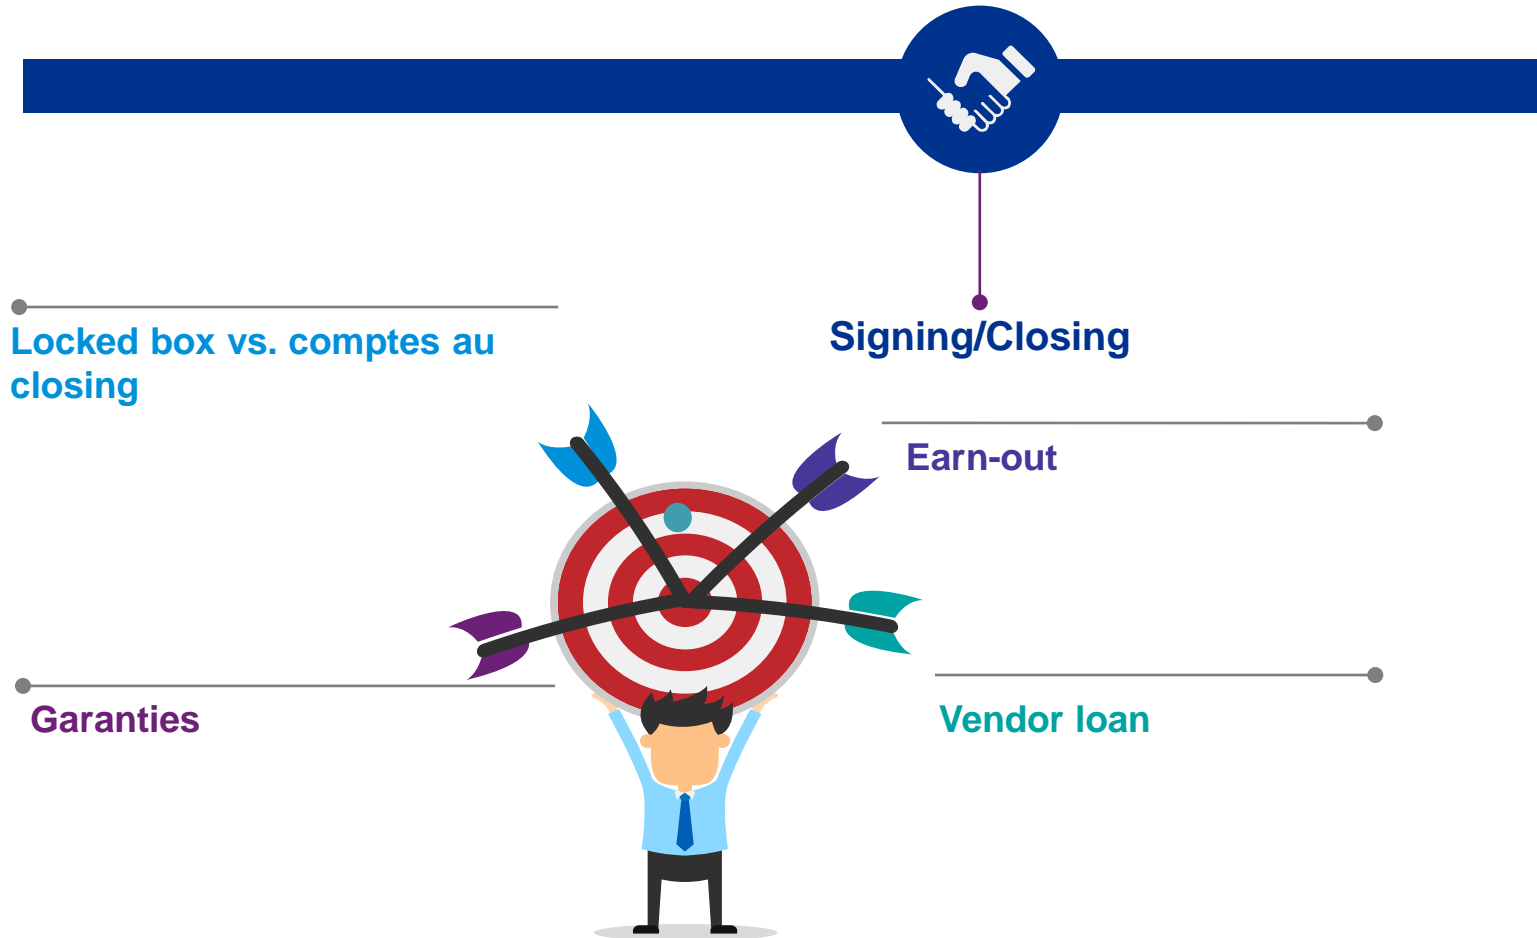 Locked box vs. comptes au
closing
Signing/Closing
Earn-out
Garanties
Vendor loan